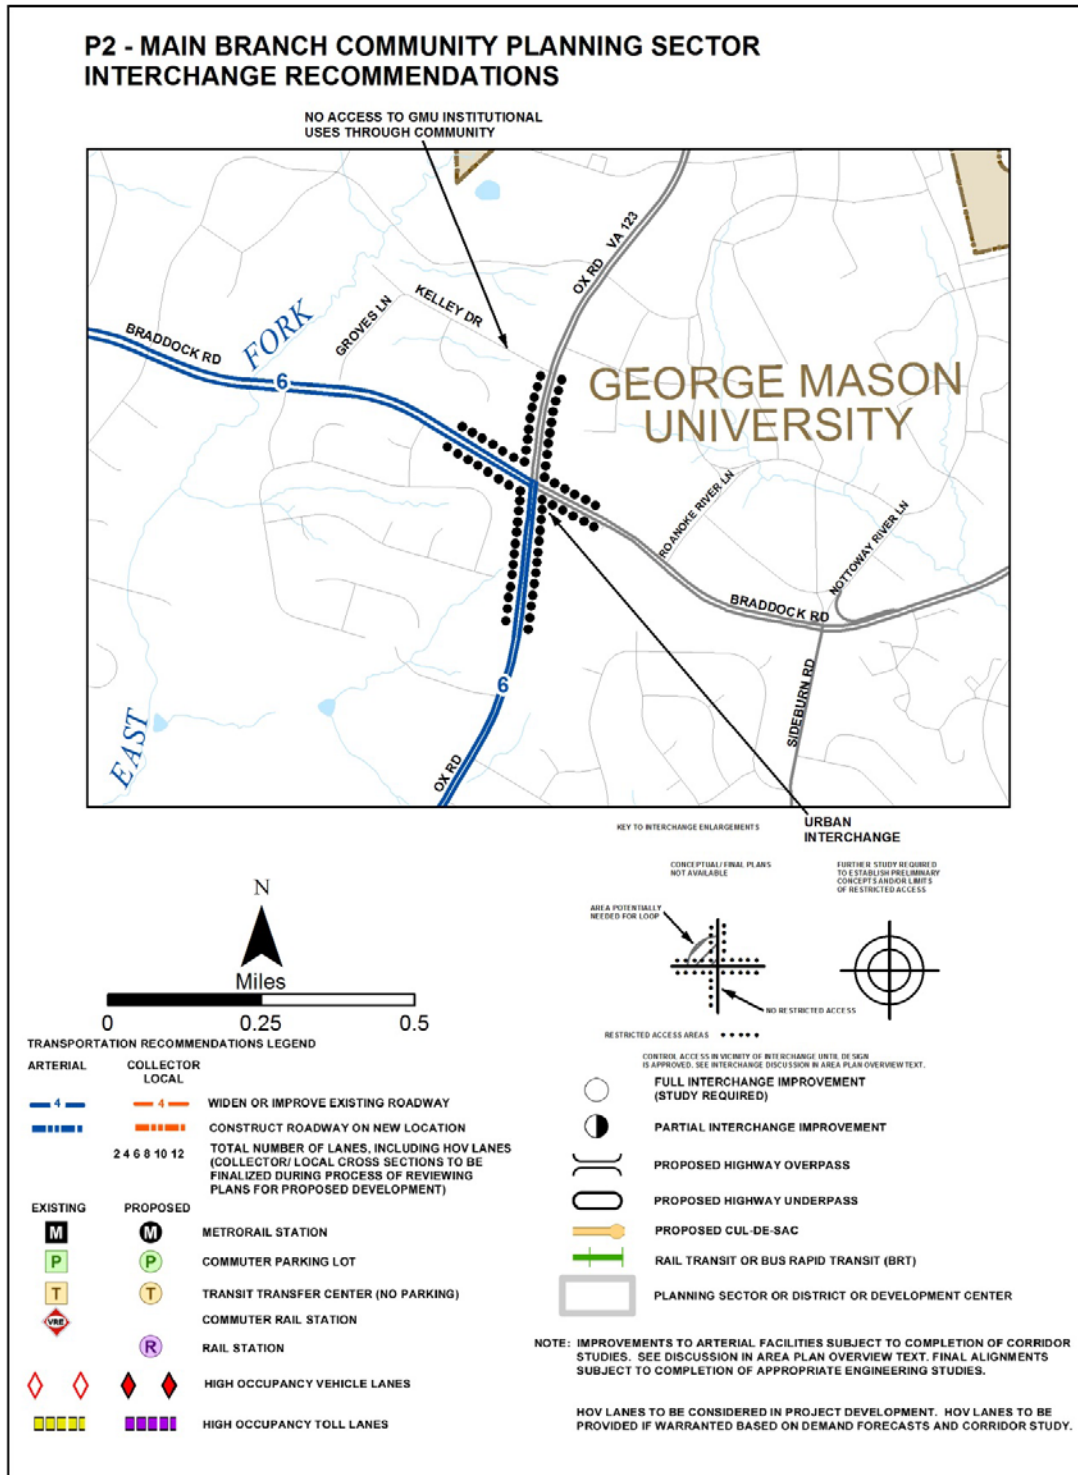 P2 - MAIN BRANCH COMMUNITY PLANNING SECTOR
INTERCHANGE RECOMMENDATIONS
NO ACCESS TO GMU INSTITUTIONAL
USES THROUGH COMMUNITY
OX RD VA 123
KELLEY DR
GROVES LN
BRADDOCK RD
FORK
6
GEORGE MASON
UNIVERSITY
ROANOKE RIVER LN
NOTTOWAY RIVER LN
BRADDOCK RD
SIDEBURN RD
6
EAST
OX RD
URBAN
INTERCHANGE
KEY TO INTERCHANGE ENLARGEMENTS
CONCEPTUAL/ FINAL PLANS
NOT AVAILABLE
FURTHER STUDY REQUIRED
TO ESTABLISH PRELIMINARY
CONCEPTS AND/OR LIMITS
OF RESTRICTED ACCESS
AREA POTENTIALLY
NEEDED FOR LOOP
NO RESTRICTED ACCESS
RESTRICTED ACCESS AREAS
CONTROL ACCESS IN VICINITY OF INTERCHANGE UNTIL DESIGN
IS APPROVED. SEE INTERCHANGE DISCUSSION IN AREA PLAN OVERVIEW TEXT.
N
Miles
0 0.25 0.5
TRANSPORTATION RECOMMENDATIONS LEGEND
ARTERIAL COLLECTOR
LOCAL
4 4 WIDEN OR IMPROVE EXISTING ROADWAY
CONSTRUCT ROADWAY ON NEW LOCATION
2 4 6 8 10 12 TOTAL NUMBER OF LANES, INCLUDING HOV LANES
(COLLECTOR/ LOCAL CROSS SECTIONS TO BE
FINALIZED DURING PROCESS OF REVIEWING
PLANS FOR PROPOSED DEVELOPMENT)
EXISTING PROPOSED
M M METRORAIL STATION
P P COMMUTER PARKING LOT
T T TRANSIT TRANSFER CENTER (NO PARKING)
VRE COMMUTER RAIL STATION
R RAIL STATION
HIGH OCCUPANCY VEHICLE LANES
HIGH OCCUPANCY TOLL LANES
FULL INTERCHANGE IMPROVEMENT
(STUDY REQUIRED)
PARTIAL INTERCHANGE IMPROVEMENT
PROPOSED HIGHWAY OVERPASS
PROPOSED HIGHWAY UNDERPASS
PROPOSED CUL-DE-SAC
RAIL TRANSIT OR BUS RAPID TRANSIT (BRT)
PLANNING SECTOR OR DISTRICT OR DEVELOPMENT CENTER
NOTE: IMPROVEMENTS TO ARTERIAL FACILITIES SUBJECT TO COMPLETION OF CORRIDOR
STUDIES. SEE DISCUSSION IN AREA PLAN OVERVIEW TEXT. FINAL ALIGNMENTS
SUBJECT TO COMPLETION OF APPROPRIATE ENGINEERING STUDIES.
HOV LANES TO BE CONSIDERED IN PROJECT DEVELOPMENT. HOV LANES TO BE
PROVIDED IF WARRANTED BASED ON DEMAND FORECASTS AND CORRIDOR STUDY.